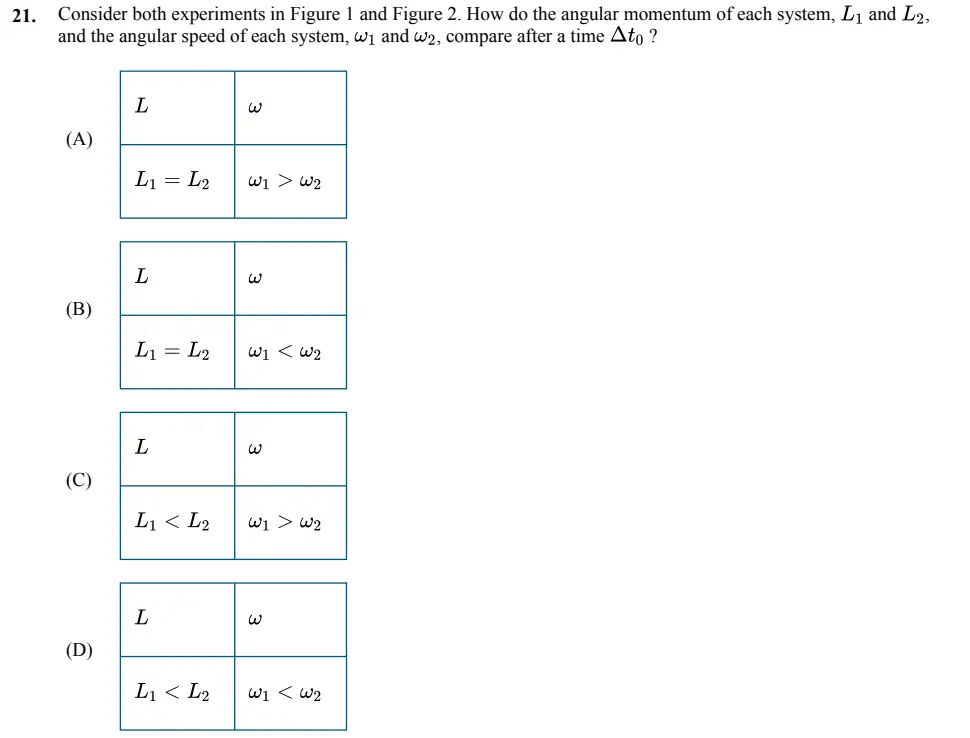 21. Consider both experiments in Figure 1 and Figure 2. How do the angular momentum of each system, L₁ and L₂,
and the angular speed of each system, ω₁ and ω₂, compare after a time Δt₀ ?
L ω
(A)
L₁ = L₂ ω₁ > ω₂
L ω
(B)
L₁ = L₂ ω₁ < ω₂
L ω
(C)
L₁ < L₂ ω₁ > ω₂
L ω
(D)
L₁ < L₂ ω₁ < ω₂